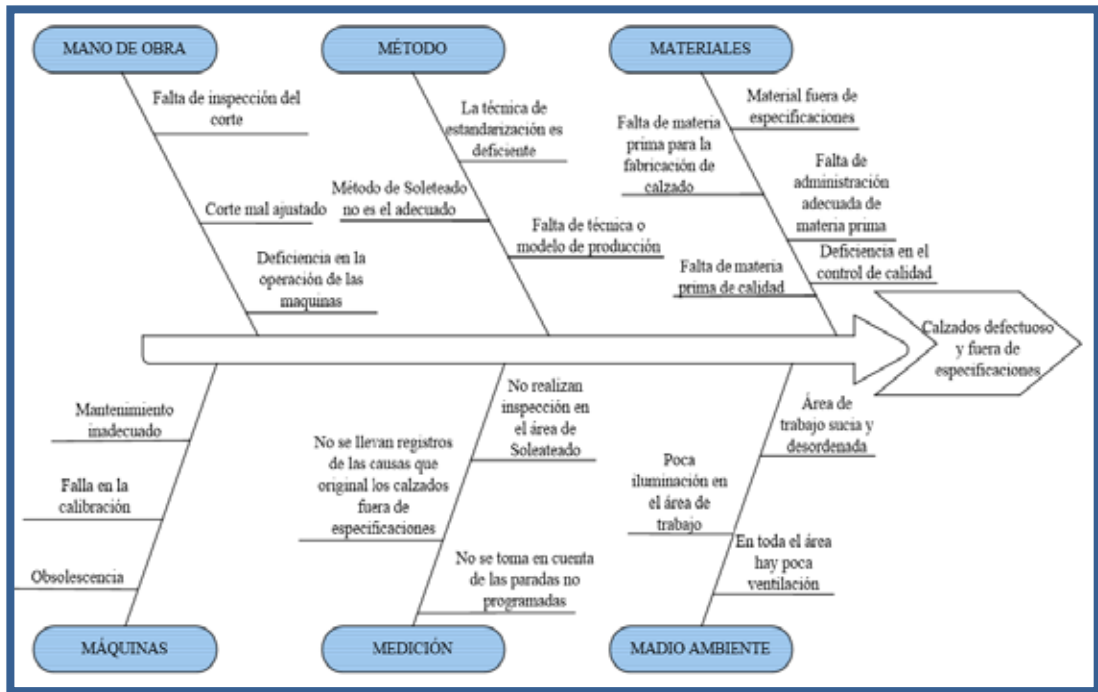 MANO DE OBRA
MÉTODO
MATERIALES
Falta de inspección del
corte
Corte mal ajustado
Deficiencia en la
operación de las
maquinas
La técnica de
estandarización es
deficiente
Método de Soleteado
no es el adecuado
Falta de técnica o
modelo de producción
Material fuera de
especificaciones
Falta de materia
prima para la
fabricación de
calzado
Falta de
administración
adecuada de
materia prima
Falta de materia
prima de calidad
Deficiencia en el
control de calidad
Calzados defectuoso
y fuera de
especificaciones
Mantenimiento
inadecuado
Falla en la
calibración
Obsolescencia
No realizan
inspección en
el área de
Soleateado
No se llevan registros
de las causas que
original los calzados
fuera de
especificaciones
No se toma en cuenta
de las paradas no
programadas
Área de
trabajo sucia y
desordenada
Poca
iluminación en
el área de
trabajo
En toda el área
hay poca
ventilación
MÁQUINAS
MEDICIÓN
MADIO AMBIENTE